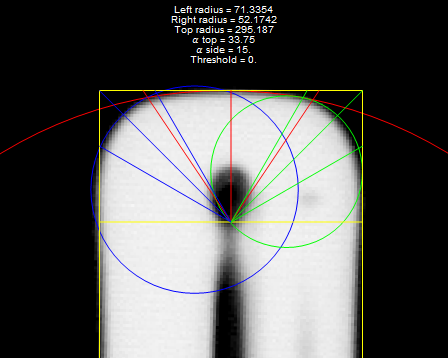 Left radius = 71.3354
Right radius = 52.1742
Top radius = 295.187
α top = 33.75
α side = 15.
Threshold = 0.